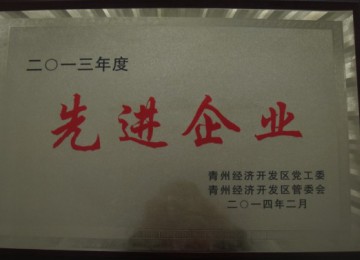 二〇一三年度
先进企业
青州经济开发区党工委
青州经济开发区管委会
二〇一四年二月